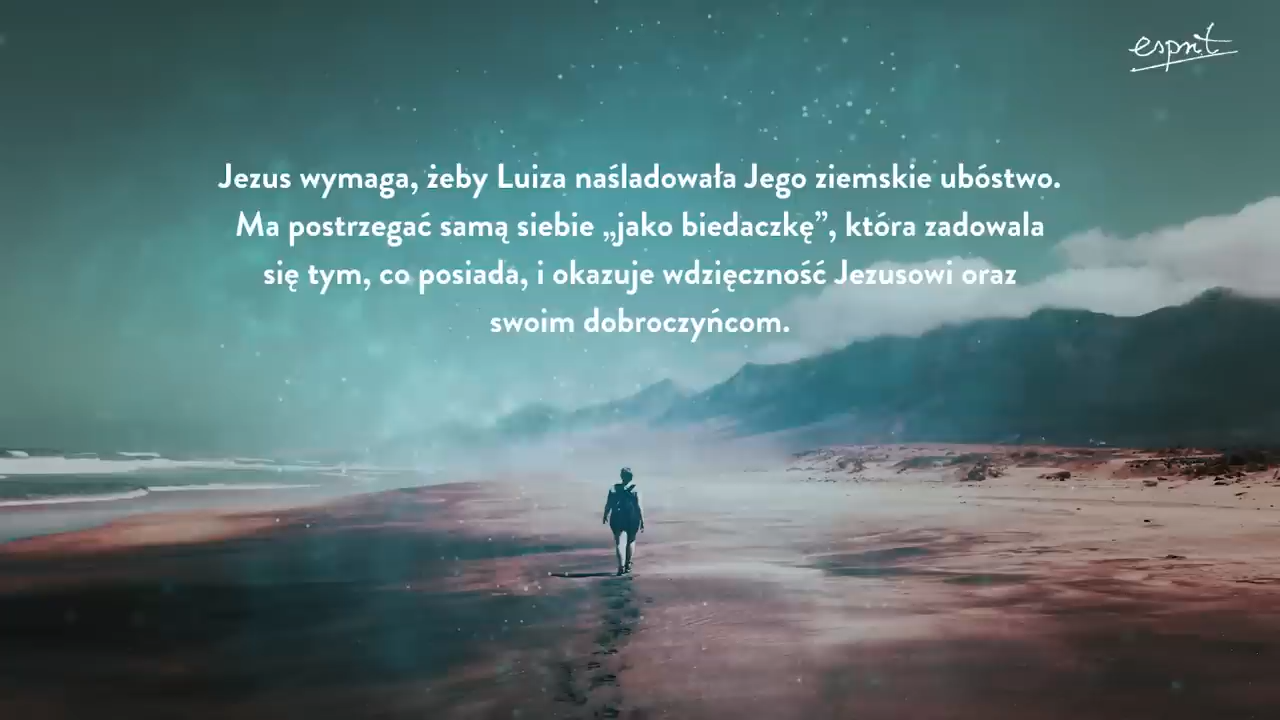 esprit
Jezus wymaga, żeby Luiza naśladowała Jego ziemskie ubóstwo.
Ma postrzegać samą siebie „jako biedaczkę”, która zadowala
się tym, co posiada, i okazuje wdzięczność Jezusowi oraz
swoim dobroczyńcom.